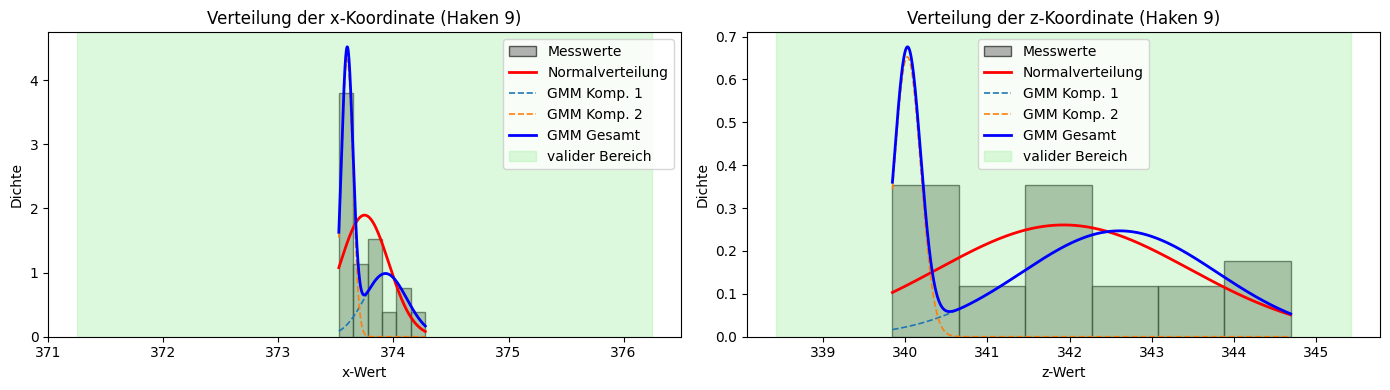 Verteilung der x-Koordinate (Haken 9)
Dichte
4
3
2
1
0
371
372
373
374
375
376
x-Wert
Messwerte
Normalverteilung
GMM Komp. 1
GMM Komp. 2
GMM Gesamt
valider Bereich
Verteilung der z-Koordinate (Haken 9)
Dichte
0.7
0.6
0.5
0.4
0.3
0.2
0.1
0.0
339
340
341
342
343
344
345
z-Wert
Messwerte
Normalverteilung
GMM Komp. 1
GMM Komp. 2
GMM Gesamt
valider Bereich